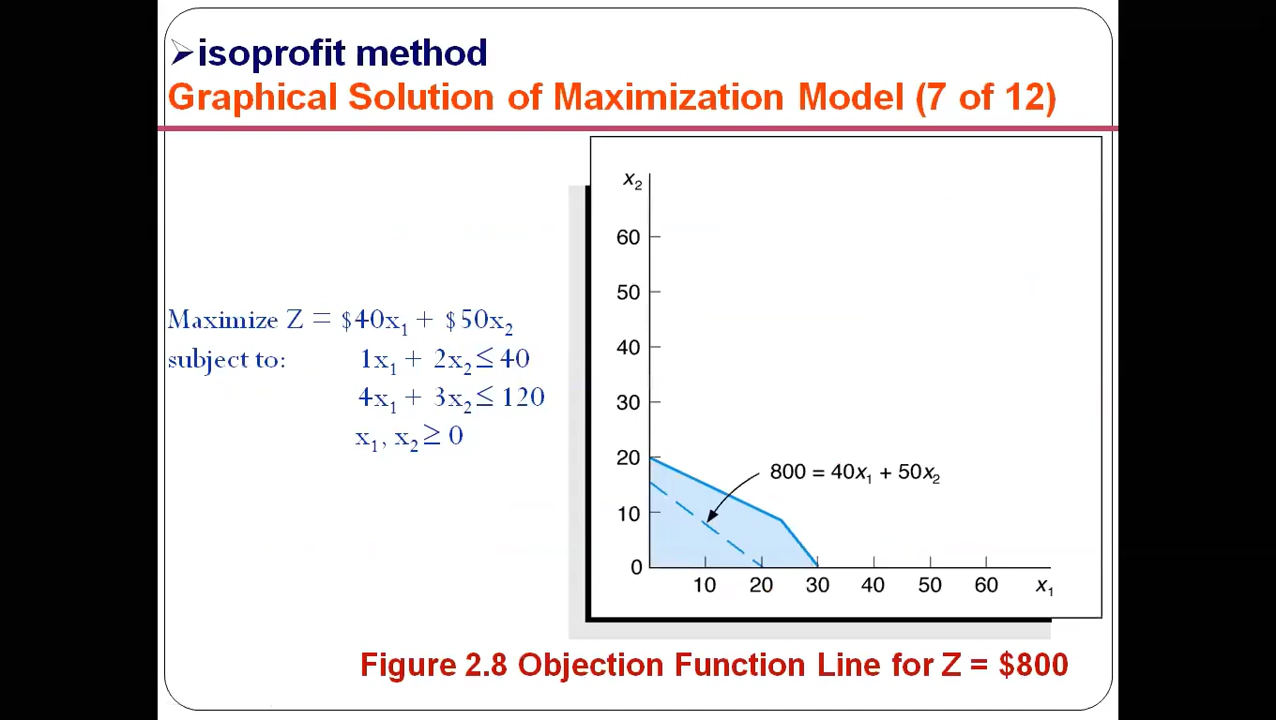 ➢isoprofit method
Graphical Solution of Maximization Model (7 of 12)
Maximize Z = $40x₁ + $50x₂
subject to: 1x₁ + 2x₂ ≤ 40
4x₁ + 3x₂ ≤ 120
x₁, x₂ ≥ 0
x₂
60
50
40
30
20
10
0
800 = 40x₁ + 50x₂
10 20 30 40 50 60 x₁
Figure 2.8 Objection Function Line for Z = $800